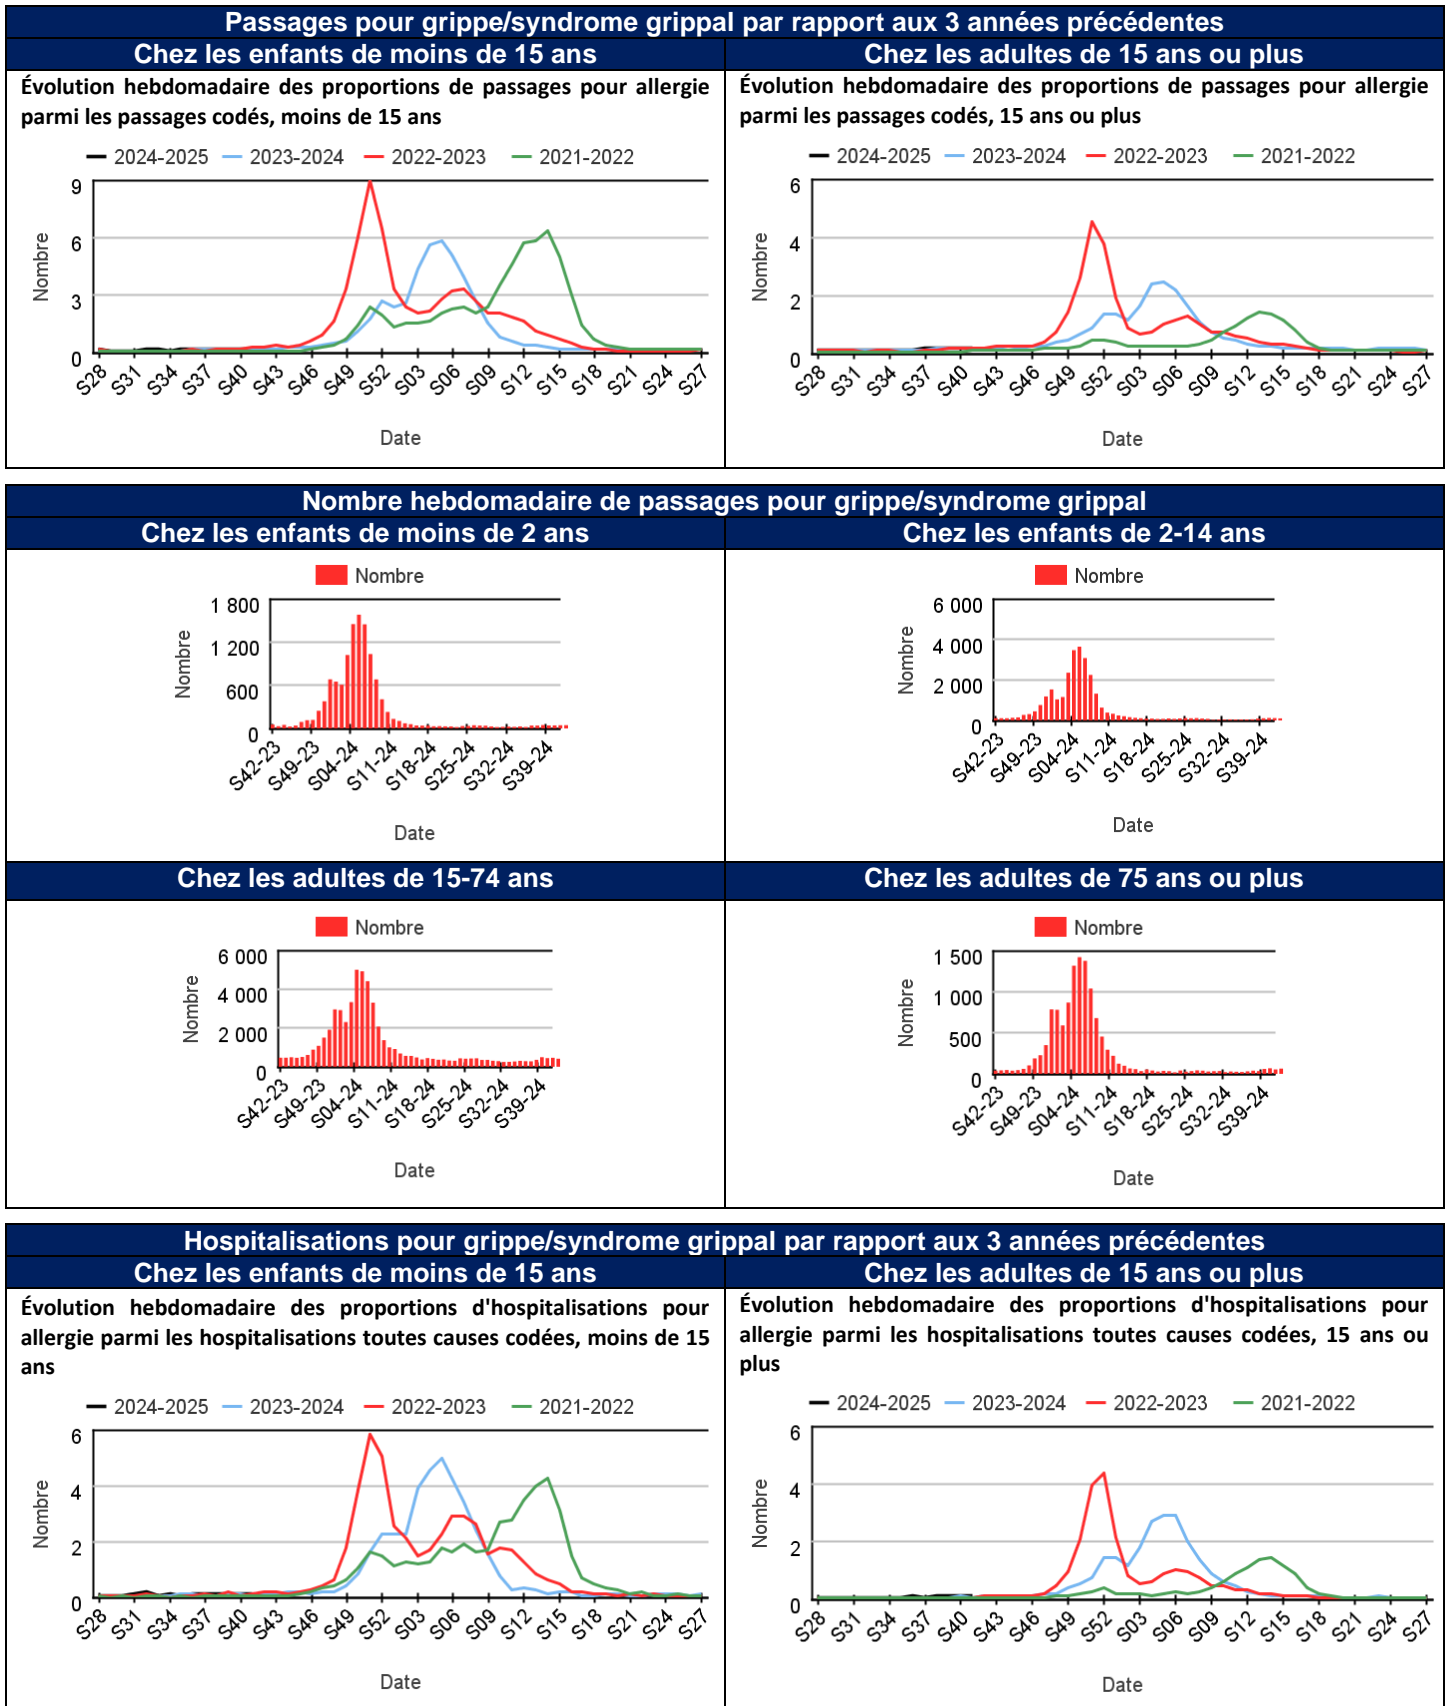 Passages pour grippe/syndrome grippal par rapport aux 3 années précédentes
Chez les enfants de moins de 15 ans
Évolution hebdomadaire des proportions de passages pour allergie
parmi les passages codés, moins de 15 ans
2024-2025 2023-2024 2022-2023 2021-2022
9
6
3
0
Nombre
S28 S31 S34 S37 S40 S43 S46 S49 S52 S03 S06 S09 S12 S15 S18 S21 S24 S27
Date
Chez les adultes de 15 ans ou plus
Évolution hebdomadaire des proportions de passages pour allergie
parmi les passages codés, 15 ans ou plus
2024-2025 2023-2024 2022-2023 2021-2022
6
4
2
0
Nombre
S28 S31 S34 S37 S40 S43 S46 S49 S52 S03 S06 S09 S12 S15 S18 S21 S24 S27
Date
Nombre hebdomadaire de passages pour grippe/syndrome grippal
Chez les enfants de moins de 2 ans
Nombre
1 800
1 200
600
0
Nombre
S42-23 S49-23 S04-24 S11-24 S18-24 S25-24 S32-24 S39-24
Date
Chez les enfants de 2-14 ans
Nombre
6 000
4 000
2 000
0
Nombre
S42-23 S49-23 S04-24 S11-24 S18-24 S25-24 S32-24 S39-24
Date
Chez les adultes de 15-74 ans
Nombre
6 000
4 000
2 000
0
Nombre
S42-23 S49-23 S04-24 S11-24 S18-24 S25-24 S32-24 S39-24
Date
Chez les adultes de 75 ans ou plus
Nombre
1 500
1 000
500
0
Nombre
S42-23 S49-23 S04-24 S11-24 S18-24 S25-24 S32-24 S39-24
Date
Hospitalisations pour grippe/syndrome grippal par rapport aux 3 années précédentes
Chez les enfants de moins de 15 ans
Évolution hebdomadaire des proportions d'hospitalisations pour
allergie parmi les hospitalisations toutes causes codées, moins de 15
ans
2024-2025 2023-2024 2022-2023 2021-2022
6
4
2
0
Nombre
S28 S31 S34 S37 S40 S43 S46 S49 S52 S03 S06 S09 S12 S15 S18 S21 S24 S27
Date
Chez les adultes de 15 ans ou plus
Évolution hebdomadaire des proportions d'hospitalisations pour
allergie parmi les hospitalisations toutes causes codées, 15 ans ou
plus
2024-2025 2023-2024 2022-2023 2021-2022
6
4
2
0
Nombre
S28 S31 S34 S37 S40 S43 S46 S49 S52 S03 S06 S09 S12 S15 S18 S21 S24 S27
Date